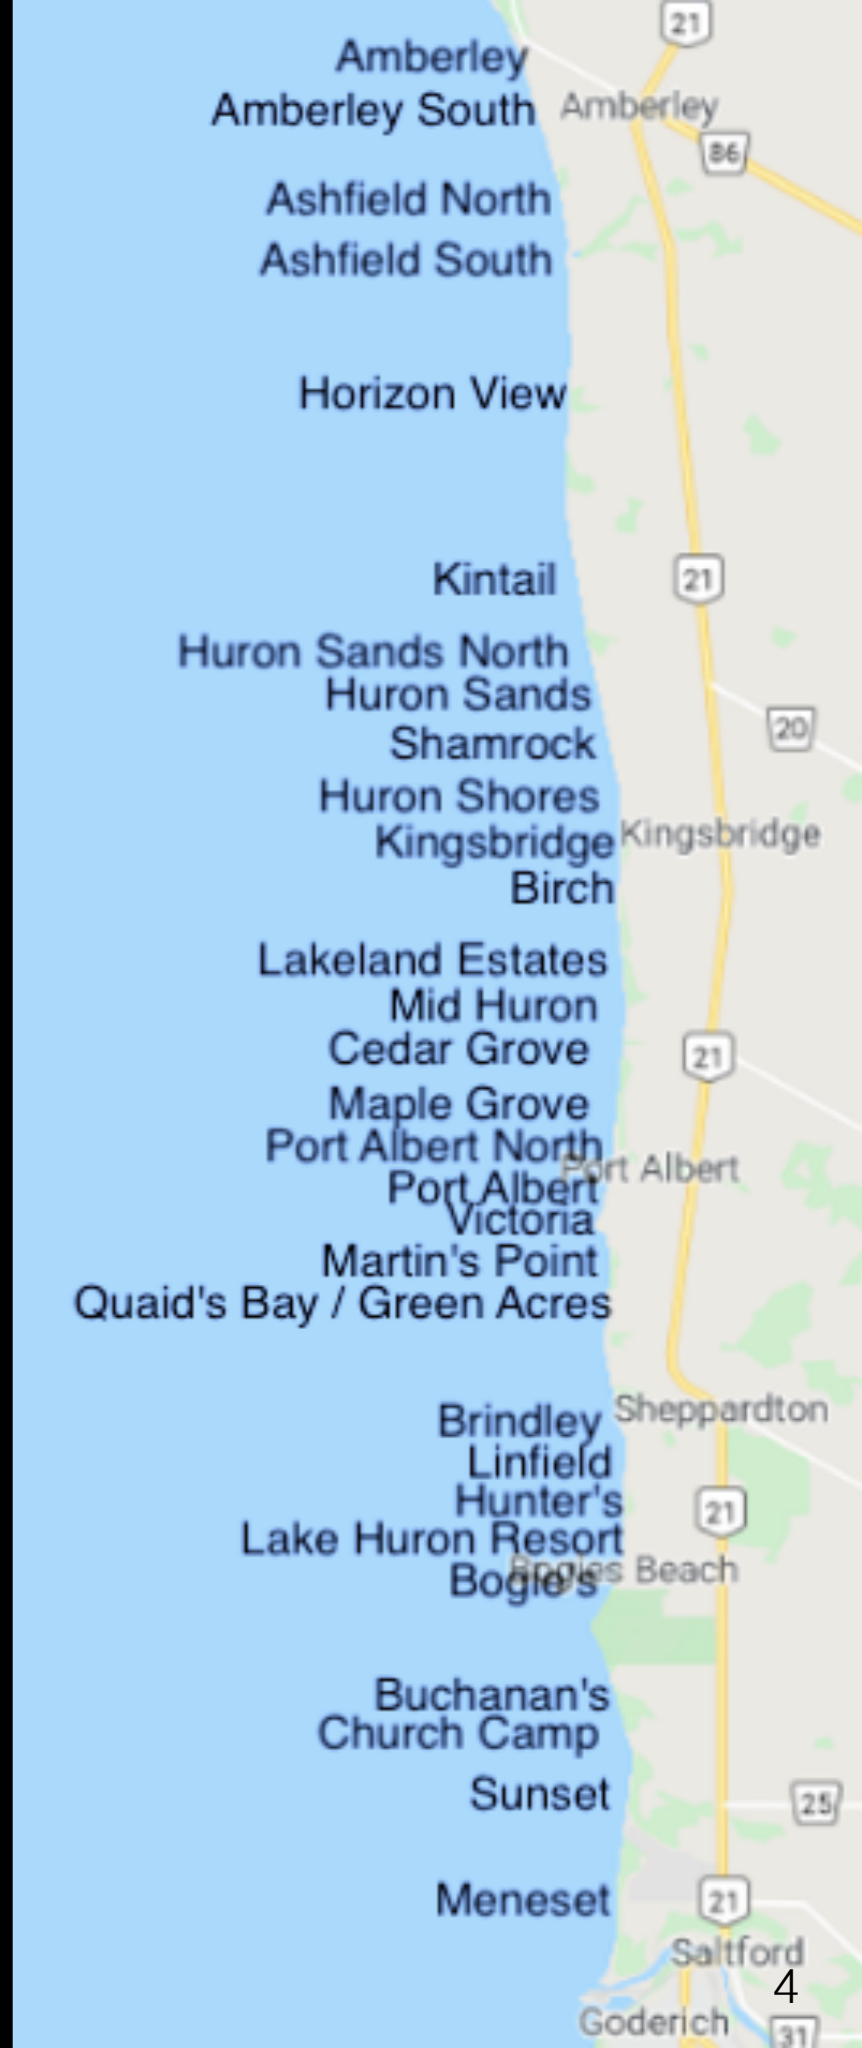 21
Amberley
Amberley South
Amberley
86
Ashfield North
Ashfield South
Horizon View
Kintail
21
Huron Sands North
Huron Sands
20
Shamrock
Huron Shores
Kingsbridge
Kingsbridge
Birch
Lakeland Estates
Mid Huron
Cedar Grove
21
Maple Grove
Port Albert North
Port Albert
Port Albert
Victoria
Martin's Point
Quaid's Bay / Green Acres
Sheppardton
Brindley
Linfield
Hunter's
21
Lake Huron Resort
Bogles Beach
Bogie's
Buchanan's
Church Camp
Sunset
25
Meneset
21
Saltford
4
Goderich
31